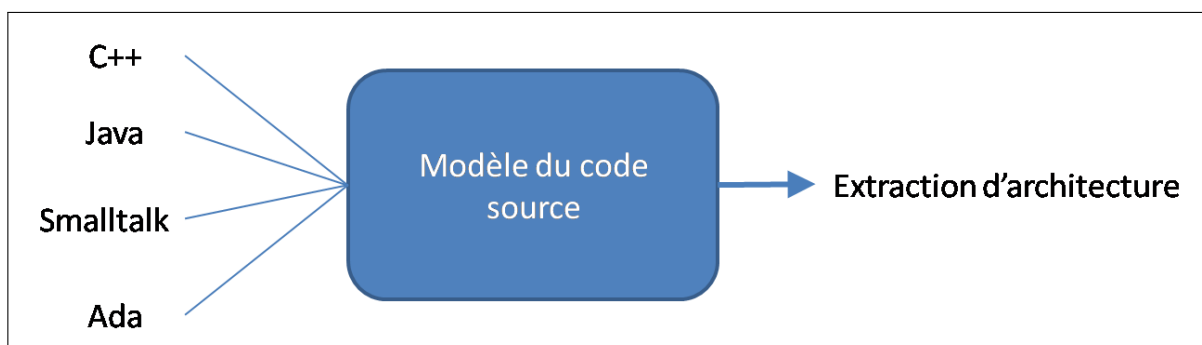 C++
Java
Smalltalk
Ada
Modèle du code
source
Extraction d’architecture